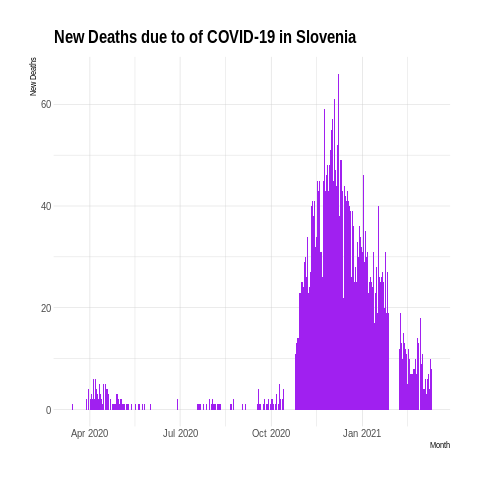 New Deaths due to of COVID-19 in Slovenia
New Deaths
60
40
20
0
Apr 2020 Jul 2020 Oct 2020 Jan 2021
Month